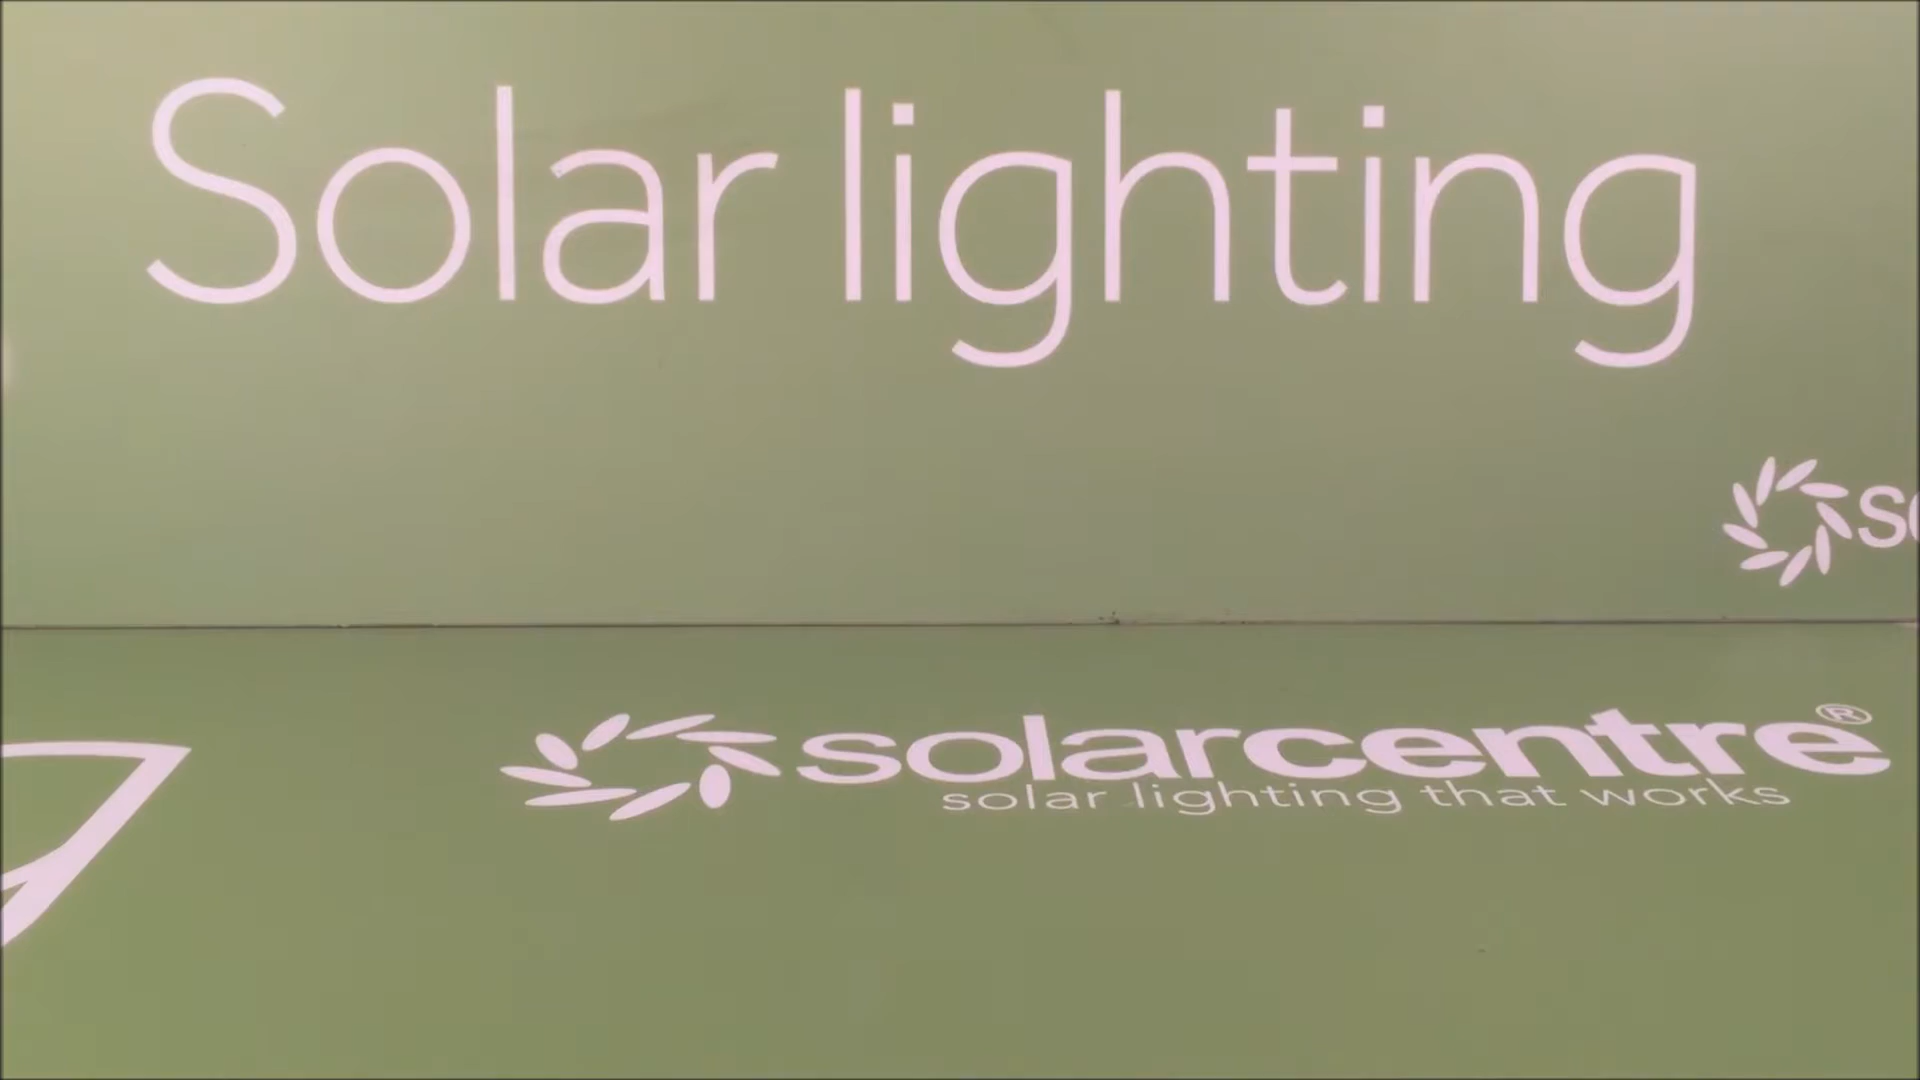 Solar lighting
solarcentre®
solar lighting that works